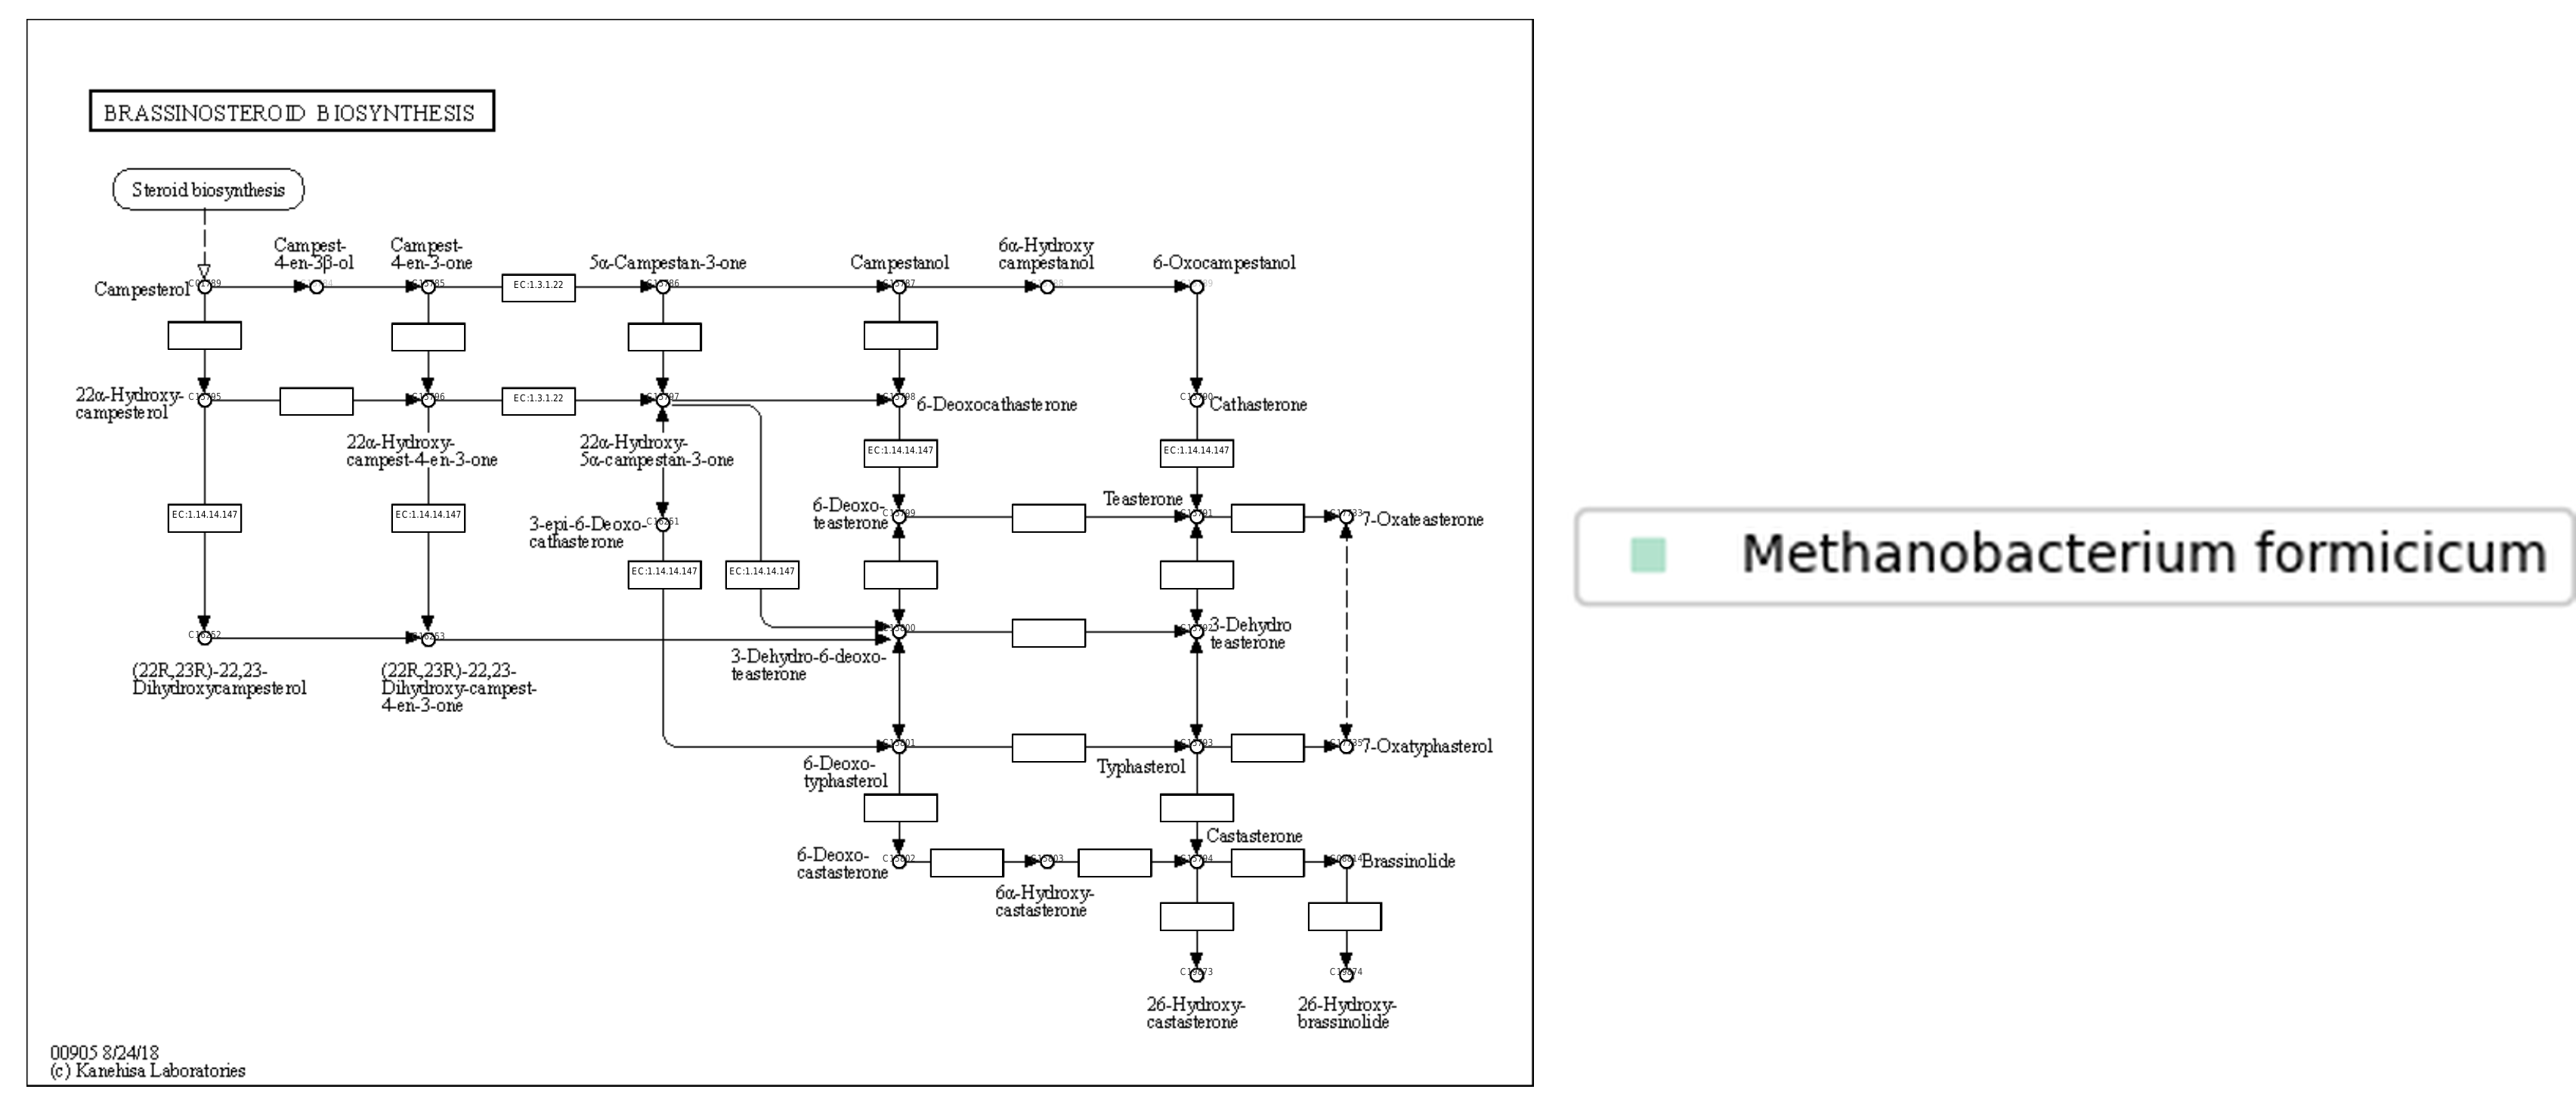 BRASSINOSTEROID BIOSYNTHESIS
Steroid biosynthesis
Campest-
4-en-3β-ol
Campest-
4-en-3-one
5α-Campestan-3-one
Campestanol
6α-Hydroxy
campestanol
6-Oxocampestanol
Campesterol
EC:1.3.1.22
22α-Hydroxy-
campesterol
EC:1.3.1.22
6-Deoxocathasterone
Cathasterone
22α-Hydroxy-
campest-4-en-3-one
22α-Hydroxy-
5α-campestan-3-one
EC:1.14.14.147
EC:1.14.14.147
EC:1.14.14.147
EC:1.14.14.147
3-epi-6-Deoxo-
cathasterone
6-Deoxo-
teasterone
Teasterone
7-Oxateasterone
EC:1.14.14.147
EC:1.14.14.147
Methanobacterium formicicum
3-Dehydro-6-deoxo-
teasterone
3-Dehydro
teasterone
(22R,23R)-22,23-
Dihydroxycampesterol
(22R,23R)-22,23-
Dihydroxy-campest-
4-en-3-one
6-Deoxo-
typhasterol
Typhasterol
7-Oxatyphasterol
6-Deoxo-
castasterone
6α-Hydroxy-
castasterone
Castasterone
Brassinolide
C19873
C19874
26-Hydroxy-
castasterone
26-Hydroxy-
brassinolide
00905 8/24/18
(c) Kanehisa Laboratories